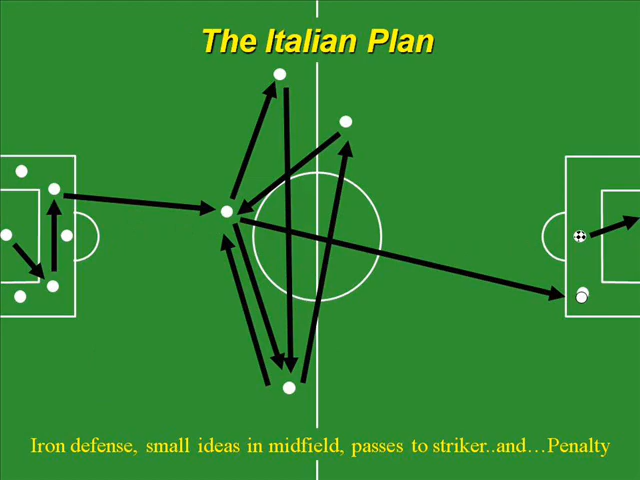 The Italian Plan
Iron defense, small ideas in midfield, passes to striker..and…Penalty